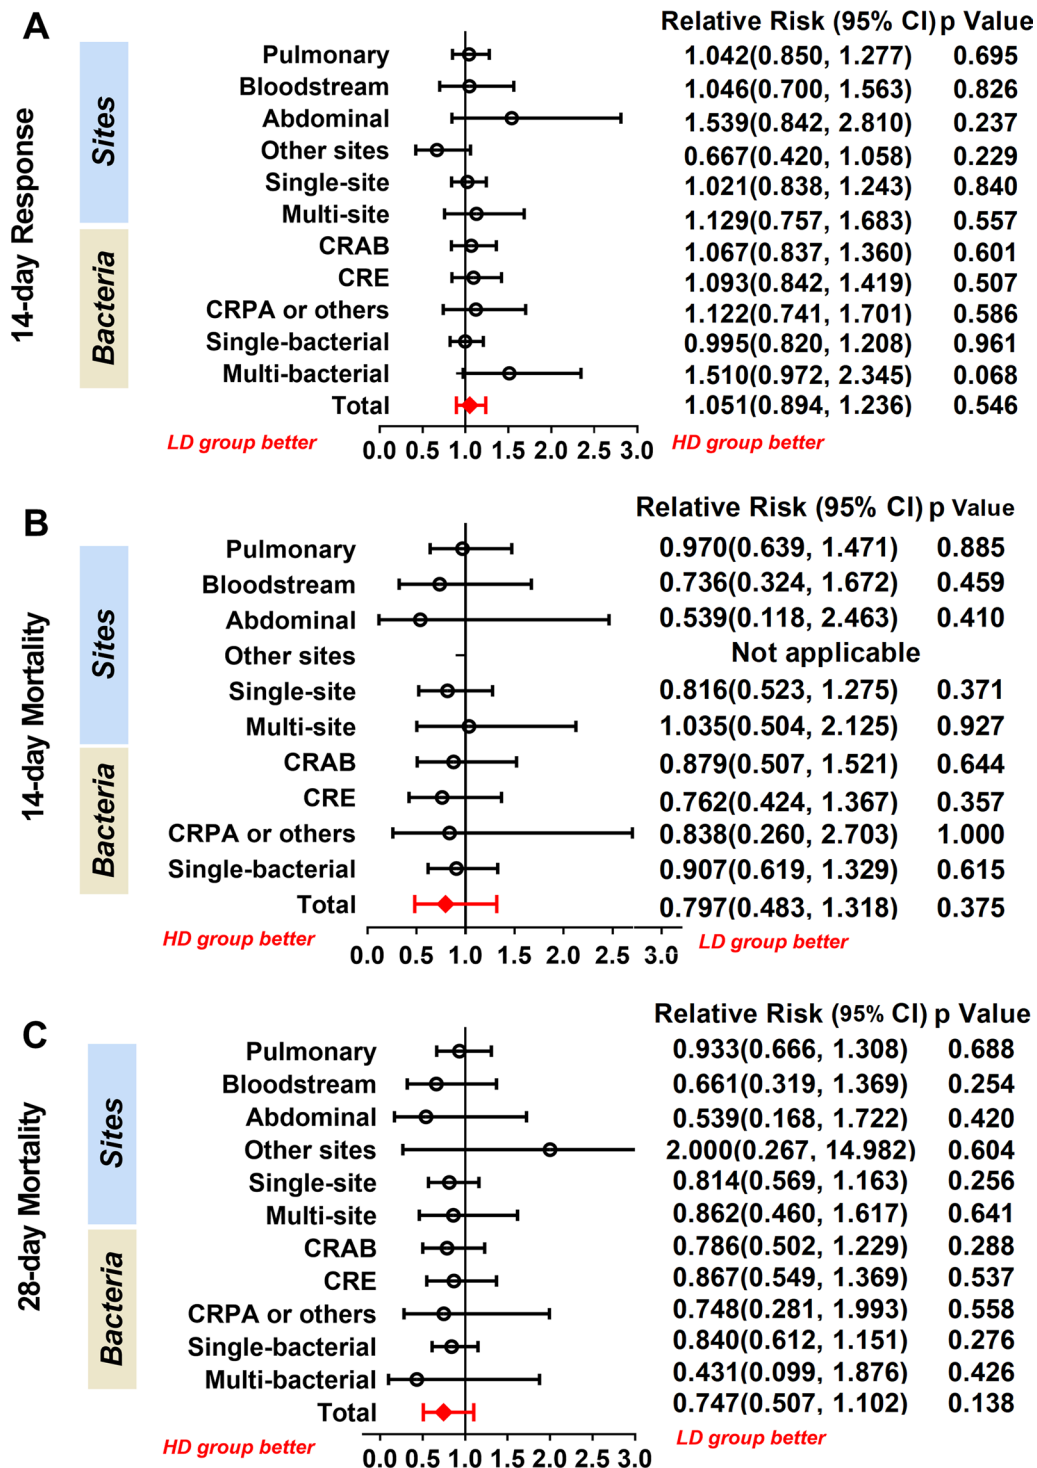 A
Relative Risk (95% CI) p Value
14-day Response
Sites
Bacteria
Pulmonary 1.042(0.850, 1.277) 0.695
Bloodstream 1.046(0.700, 1.563) 0.826
Abdominal 1.539(0.842, 2.810) 0.237
Other sites 0.667(0.420, 1.058) 0.229
Single-site 1.021(0.838, 1.243) 0.840
Multi-site 1.129(0.757, 1.683) 0.557
CRAB 1.067(0.837, 1.360) 0.601
CRE 1.093(0.842, 1.419) 0.507
CRPA or others 1.122(0.741, 1.701) 0.586
Single-bacterial 0.995(0.820, 1.208) 0.961
Multi-bacterial 1.510(0.972, 2.345) 0.068
Total 1.051(0.894, 1.236) 0.546
LD group better HD group better
0.0 0.5 1.0 1.5 2.0 2.5 3.0
B
Relative Risk (95% CI) p Value
14-day Mortality
Sites
Bacteria
Pulmonary 0.970(0.639, 1.471) 0.885
Bloodstream 0.736(0.324, 1.672) 0.459
Abdominal 0.539(0.118, 2.463) 0.410
Other sites Not applicable
Single-site 0.816(0.523, 1.275) 0.371
Multi-site 1.035(0.504, 2.125) 0.927
CRAB 0.879(0.507, 1.521) 0.644
CRE 0.762(0.424, 1.367) 0.357
CRPA or others 0.838(0.260, 2.703) 1.000
Single-bacterial 0.907(0.619, 1.329) 0.615
Total 0.797(0.483, 1.318) 0.375
HD group better LD group better
0.0 0.5 1.0 1.5 2.0 2.5 3.0
C
Relative Risk (95% CI) p Value
28-day Mortality
Sites
Bacteria
Pulmonary 0.933(0.666, 1.308) 0.688
Bloodstream 0.661(0.319, 1.369) 0.254
Abdominal 0.539(0.168, 1.722) 0.420
Other sites 2.000(0.267, 14.982) 0.604
Single-site 0.814(0.569, 1.163) 0.256
Multi-site 0.862(0.460, 1.617) 0.641
CRAB 0.786(0.502, 1.229) 0.288
CRE 0.867(0.549, 1.369) 0.537
CRPA or others 0.748(0.281, 1.993) 0.558
Single-bacterial 0.840(0.612, 1.151) 0.276
Multi-bacterial 0.431(0.099, 1.876) 0.426
Total 0.747(0.507, 1.102) 0.138
HD group better LD group better
0.0 0.5 1.0 1.5 2.0 2.5 3.0